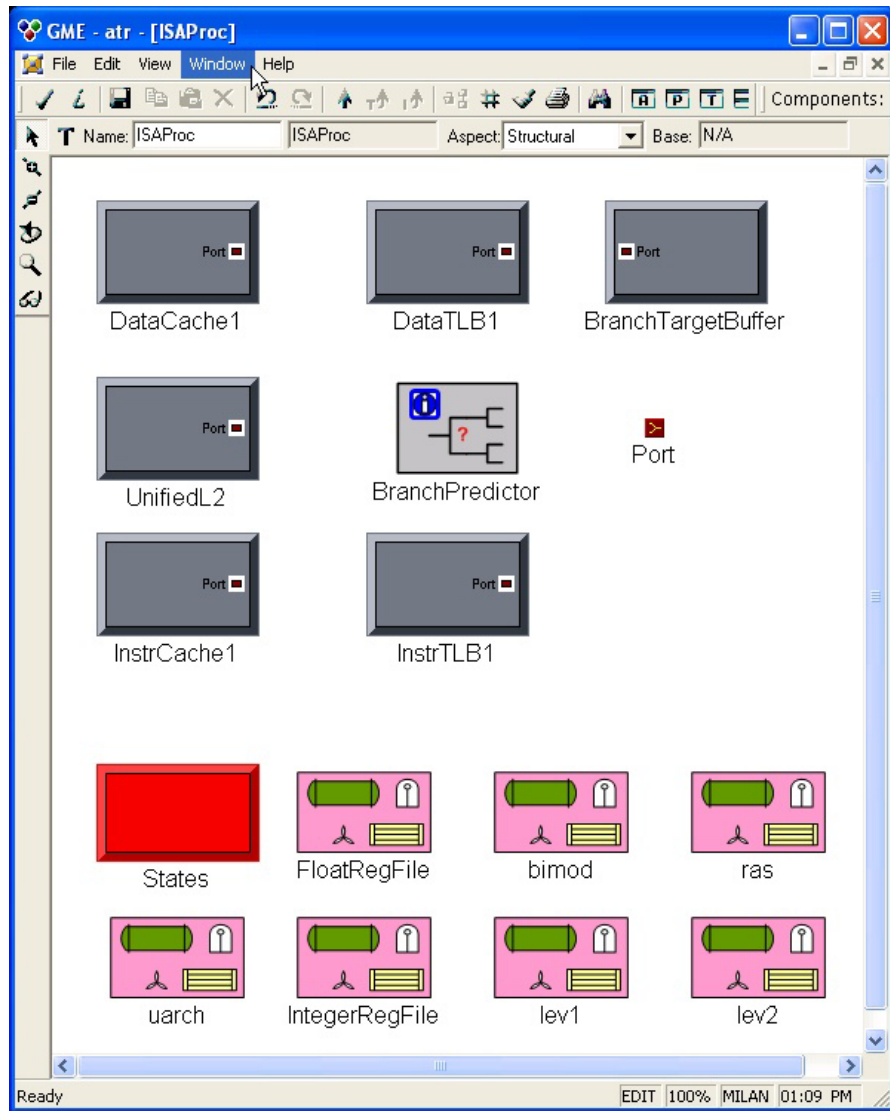 GME - atr - [ISAProc]
File Edit View Window Help
Components:
T Name: ISAProc ISAProc Aspect: Structural Base: N/A
Port Port Port
DataCache1 DataTLB1 BranchTargetBuffer
Port ?
Port
UnifiedL2 BranchPredictor
Port Port
InstrCache1 InstrTLB1
States FloatRegFile bimod ras
uarch IntegerRegFile lev1 lev2
Ready EDIT 100% MILAN 01:09 PM